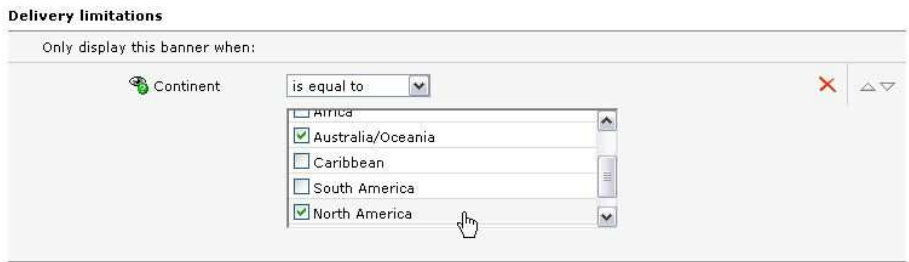 Delivery limitations
Only display this banner when:
Continent is equal to
Africa
Australia/Oceania
Caribbean
South America
North America